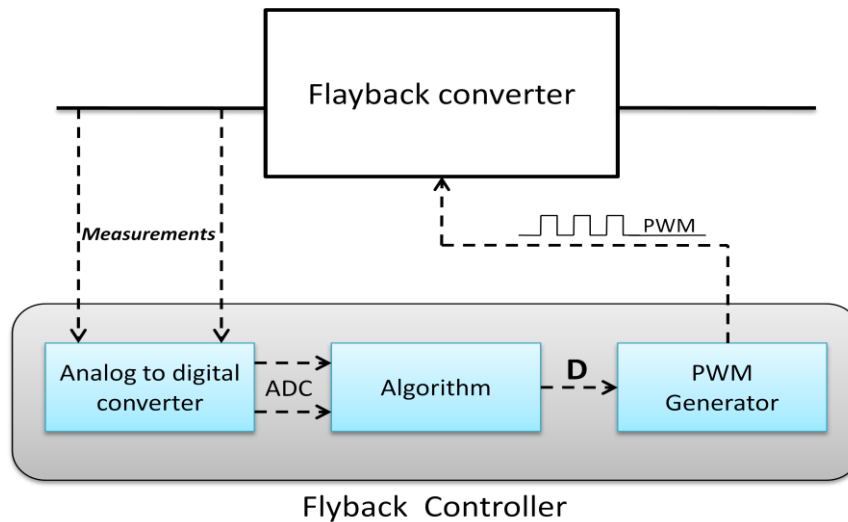 Flayback converter
Measurements
PWM
Analog to digital
converter
ADC
Algorithm
D
PWM
Generator
Flyback Controller